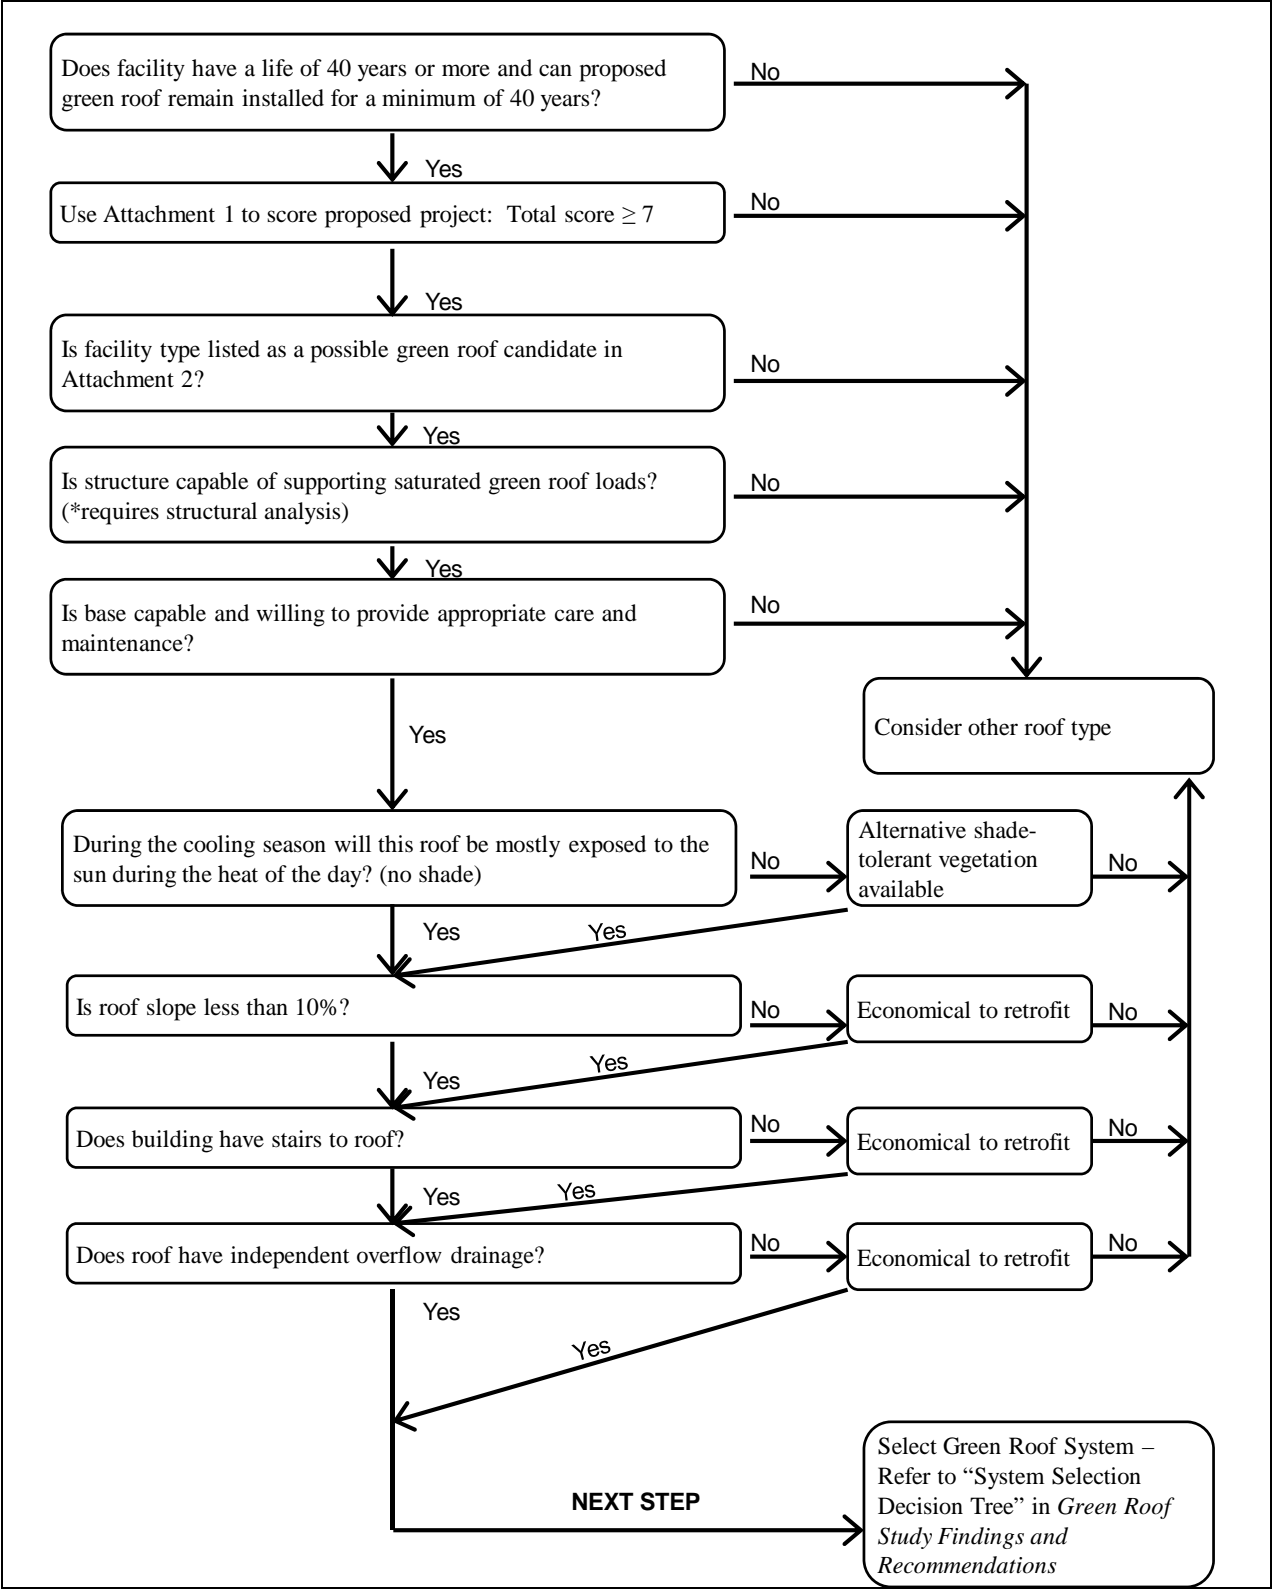 Does facility have a life of 40 years or more and can proposed
green roof remain installed for a minimum of 40 years?
No
Yes
Use Attachment 1 to score proposed project:  Total score ≥ 7
No
Yes
Is facility type listed as a possible green roof candidate in
Attachment 2?
No
Yes
Is structure capable of supporting saturated green roof loads?
(*requires structural analysis)
No
Yes
Is base capable and willing to provide appropriate care and
maintenance?
No
Yes
Consider other roof type
During the cooling season will this roof be mostly exposed to the
sun during the heat of the day? (no shade)
No
Alternative shade-
tolerant vegetation
available
No
Yes
Yes
Is roof slope less than 10%?
No
Economical to retrofit
No
Yes
Yes
Does building have stairs to roof?
No
Economical to retrofit
No
Yes
Yes
Does roof have independent overflow drainage?
No
Economical to retrofit
No
Yes
Yes
NEXT STEP
Select Green Roof System –
Refer to “System Selection
Decision Tree” in Green Roof
Study Findings and
Recommendations